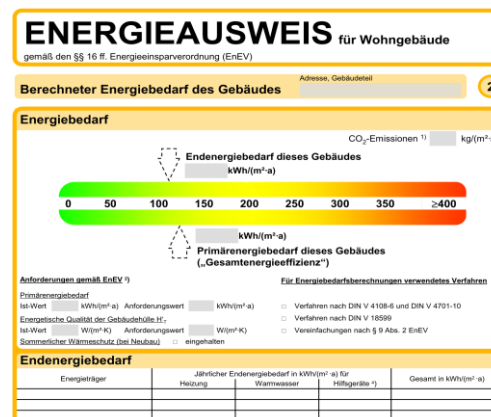 ENERGIEAUSWEIS für Wohngebäude
gemäß den §§ 16 ff. Energieeinsparverordnung (EnEV)
Adresse, Gebäudeteil
Berechneter Energiebedarf des Gebäudes
2
Energiebedarf
CO₂-Emissionen ¹⁾ kg/(m²·
Endenergiebedarf dieses Gebäudes
kWh/(m²·a)
0 50 100 150 200 250 300 350 ≥400
kWh/(m²·a)
Primärenergiebedarf dieses Gebäudes
(„Gesamtenergieeffizienz")
Anforderungen gemäß EnEV ²⁾ Für Energiebedarfsberechnungen verwendetes Verfahren
Primärenergiebedarf
Ist-Wert kWh/(m²·a) Anforderungswert kWh/(m²·a) Verfahren nach DIN V 4108-6 und DIN V 4701-10
Energetische Qualität der Gebäudehülle H'ₜ Verfahren nach DIN V 18599
Ist-Wert W/(m²·K) Anforderungswert W/(m²·K) Vereinfachungen nach § 9 Abs. 2 EnEV
Sommerlicher Wärmeschutz (bei Neubau) eingehalten
Endenergiebedarf
Jährlicher Endenergiebedarf in kWh/(m²·a) für
Energieträger Heizung Warmwasser Hilfsgeräte ⁴⁾ Gesamt in kWh/(m²·a)